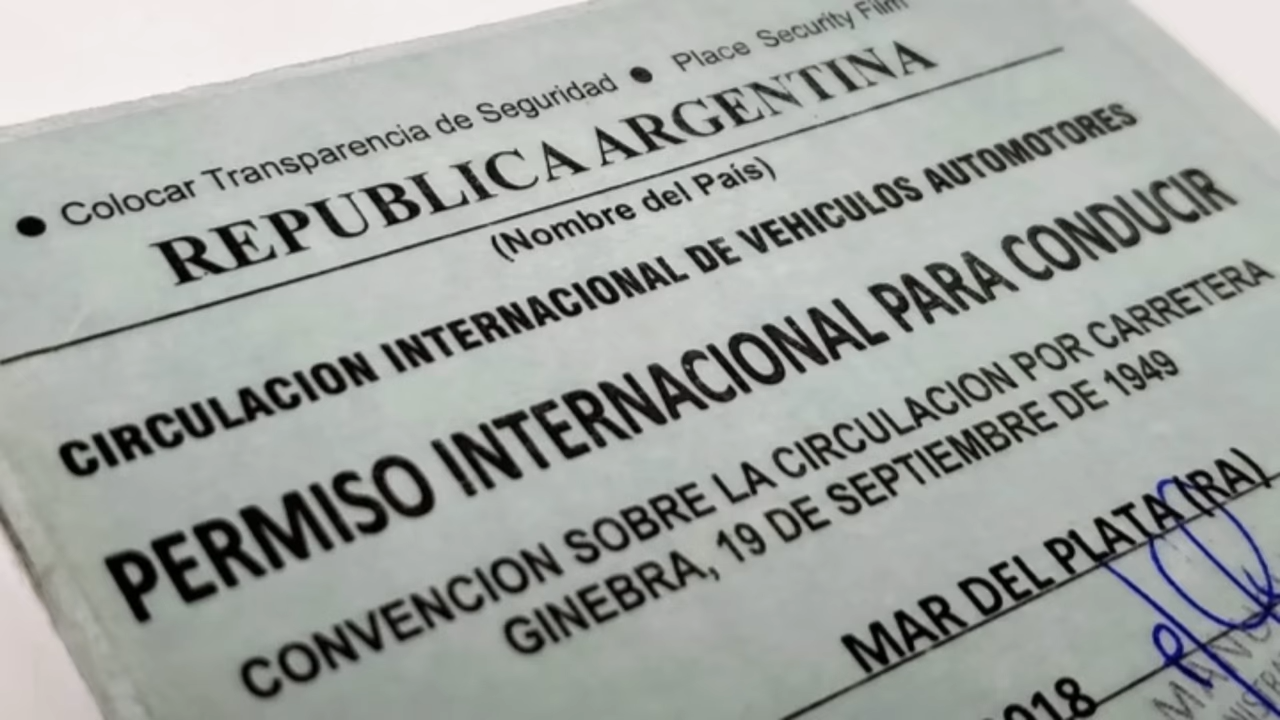 ● Colocar Transparencia de Seguridad ● Place Security Film
REPUBLICA ARGENTINA
(Nombre del País)
CIRCULACION INTERNACIONAL DE VEHICULOS AUTOMOTORES
PERMISO INTERNACIONAL PARA CONDUCIR
CONVENCION SOBRE LA CIRCULACION POR CARRETERA
GINEBRA, 19 DE SEPTIEMBRE DE 1949
MAR DEL PLATA (RA)